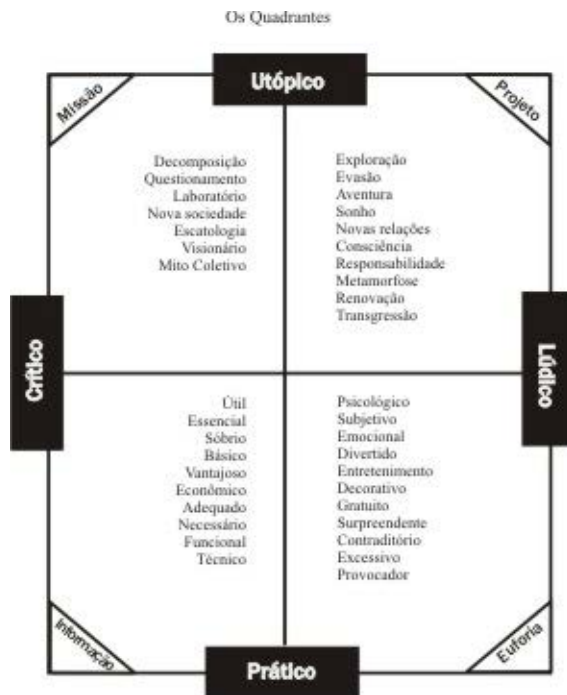 Os Quadrantes
Utópico
Missão
Projeto
Decomposição
Questionamento
Laboratório
Nova sociedade
Escatologia
Visionário
Mito Coletivo
Exploração
Evasão
Aventura
Sonho
Novas relações
Consciência
Responsabilidade
Metamorfose
Renovação
Transgressão
Crítico
Lúdico
Útil
Essencial
Sóbrio
Básico
Vantajoso
Econômico
Adequado
Necessário
Funcional
Técnico
Psicológico
Subjetivo
Emocional
Divertido
Entretenimento
Decorativo
Gratuito
Surpreendente
Contraditório
Excessivo
Provocador
Informação
Euforia
Prático